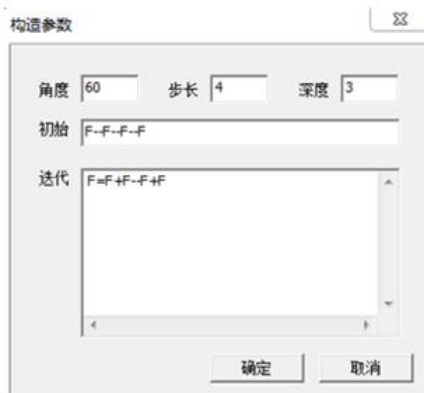 构造参数
角度 60 步长 4 深度 3
初始 F--F--F--F
迭代 F=F+F--F+F
确定 取消